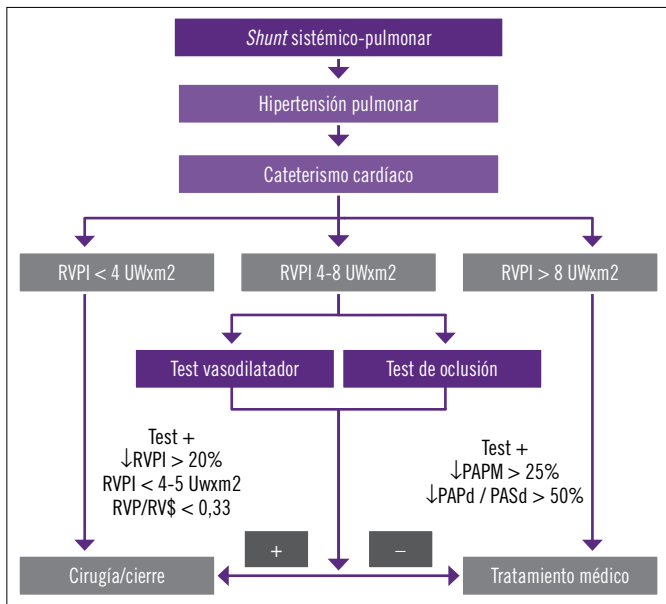 Shunt sistémico-pulmonar
Hipertensión pulmonar
Cateterismo cardíaco
RVPI < 4 UWxm2
RVPI 4-8 UWxm2
RVPI > 8 UWxm2
Test vasodilatador
Test de oclusión
Test +
↓RVPI > 20%
RVPI < 4-5 Uwxm2
RVP/RV$ < 0,33
Test +
↓PAPM > 25%
↓PAPd / PASd > 50%
+
−
Cirugía/cierre
Tratamiento médico